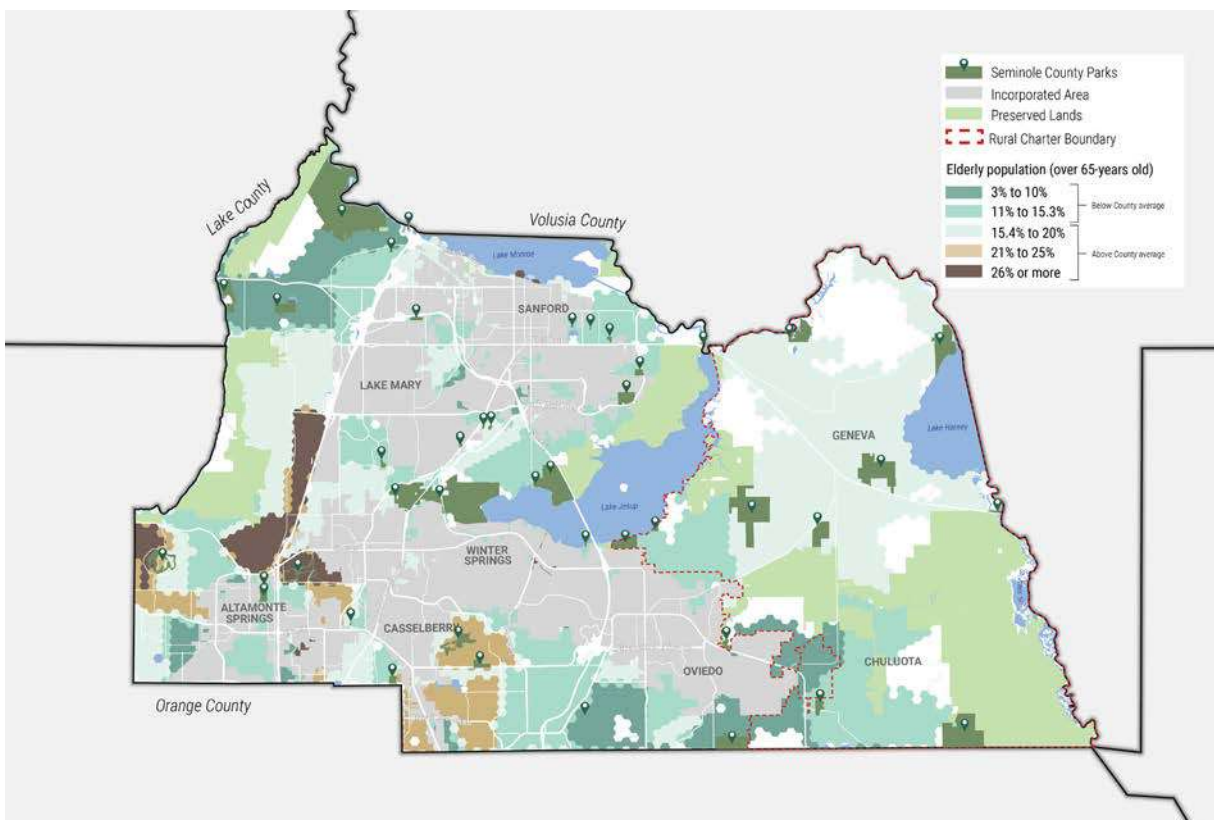 Seminole County Parks
Incorporated Area
Preserved Lands
Rural Charter Boundary
Elderly population (over 65-years old)
3% to 10%
11% to 15.3%
Below County average
15.4% to 20%
21% to 25%
Above County average
26% or more
Lake County
Volusia County
Lake Monroe
SANFORD
LAKE MARY
GENEVA
Lake Harney
Lake Jesup
WINTER
SPRINGS
ALTAMONTE
SPRINGS
CASSELBERRY
OVIEDO
CHULUOTA
Orange County